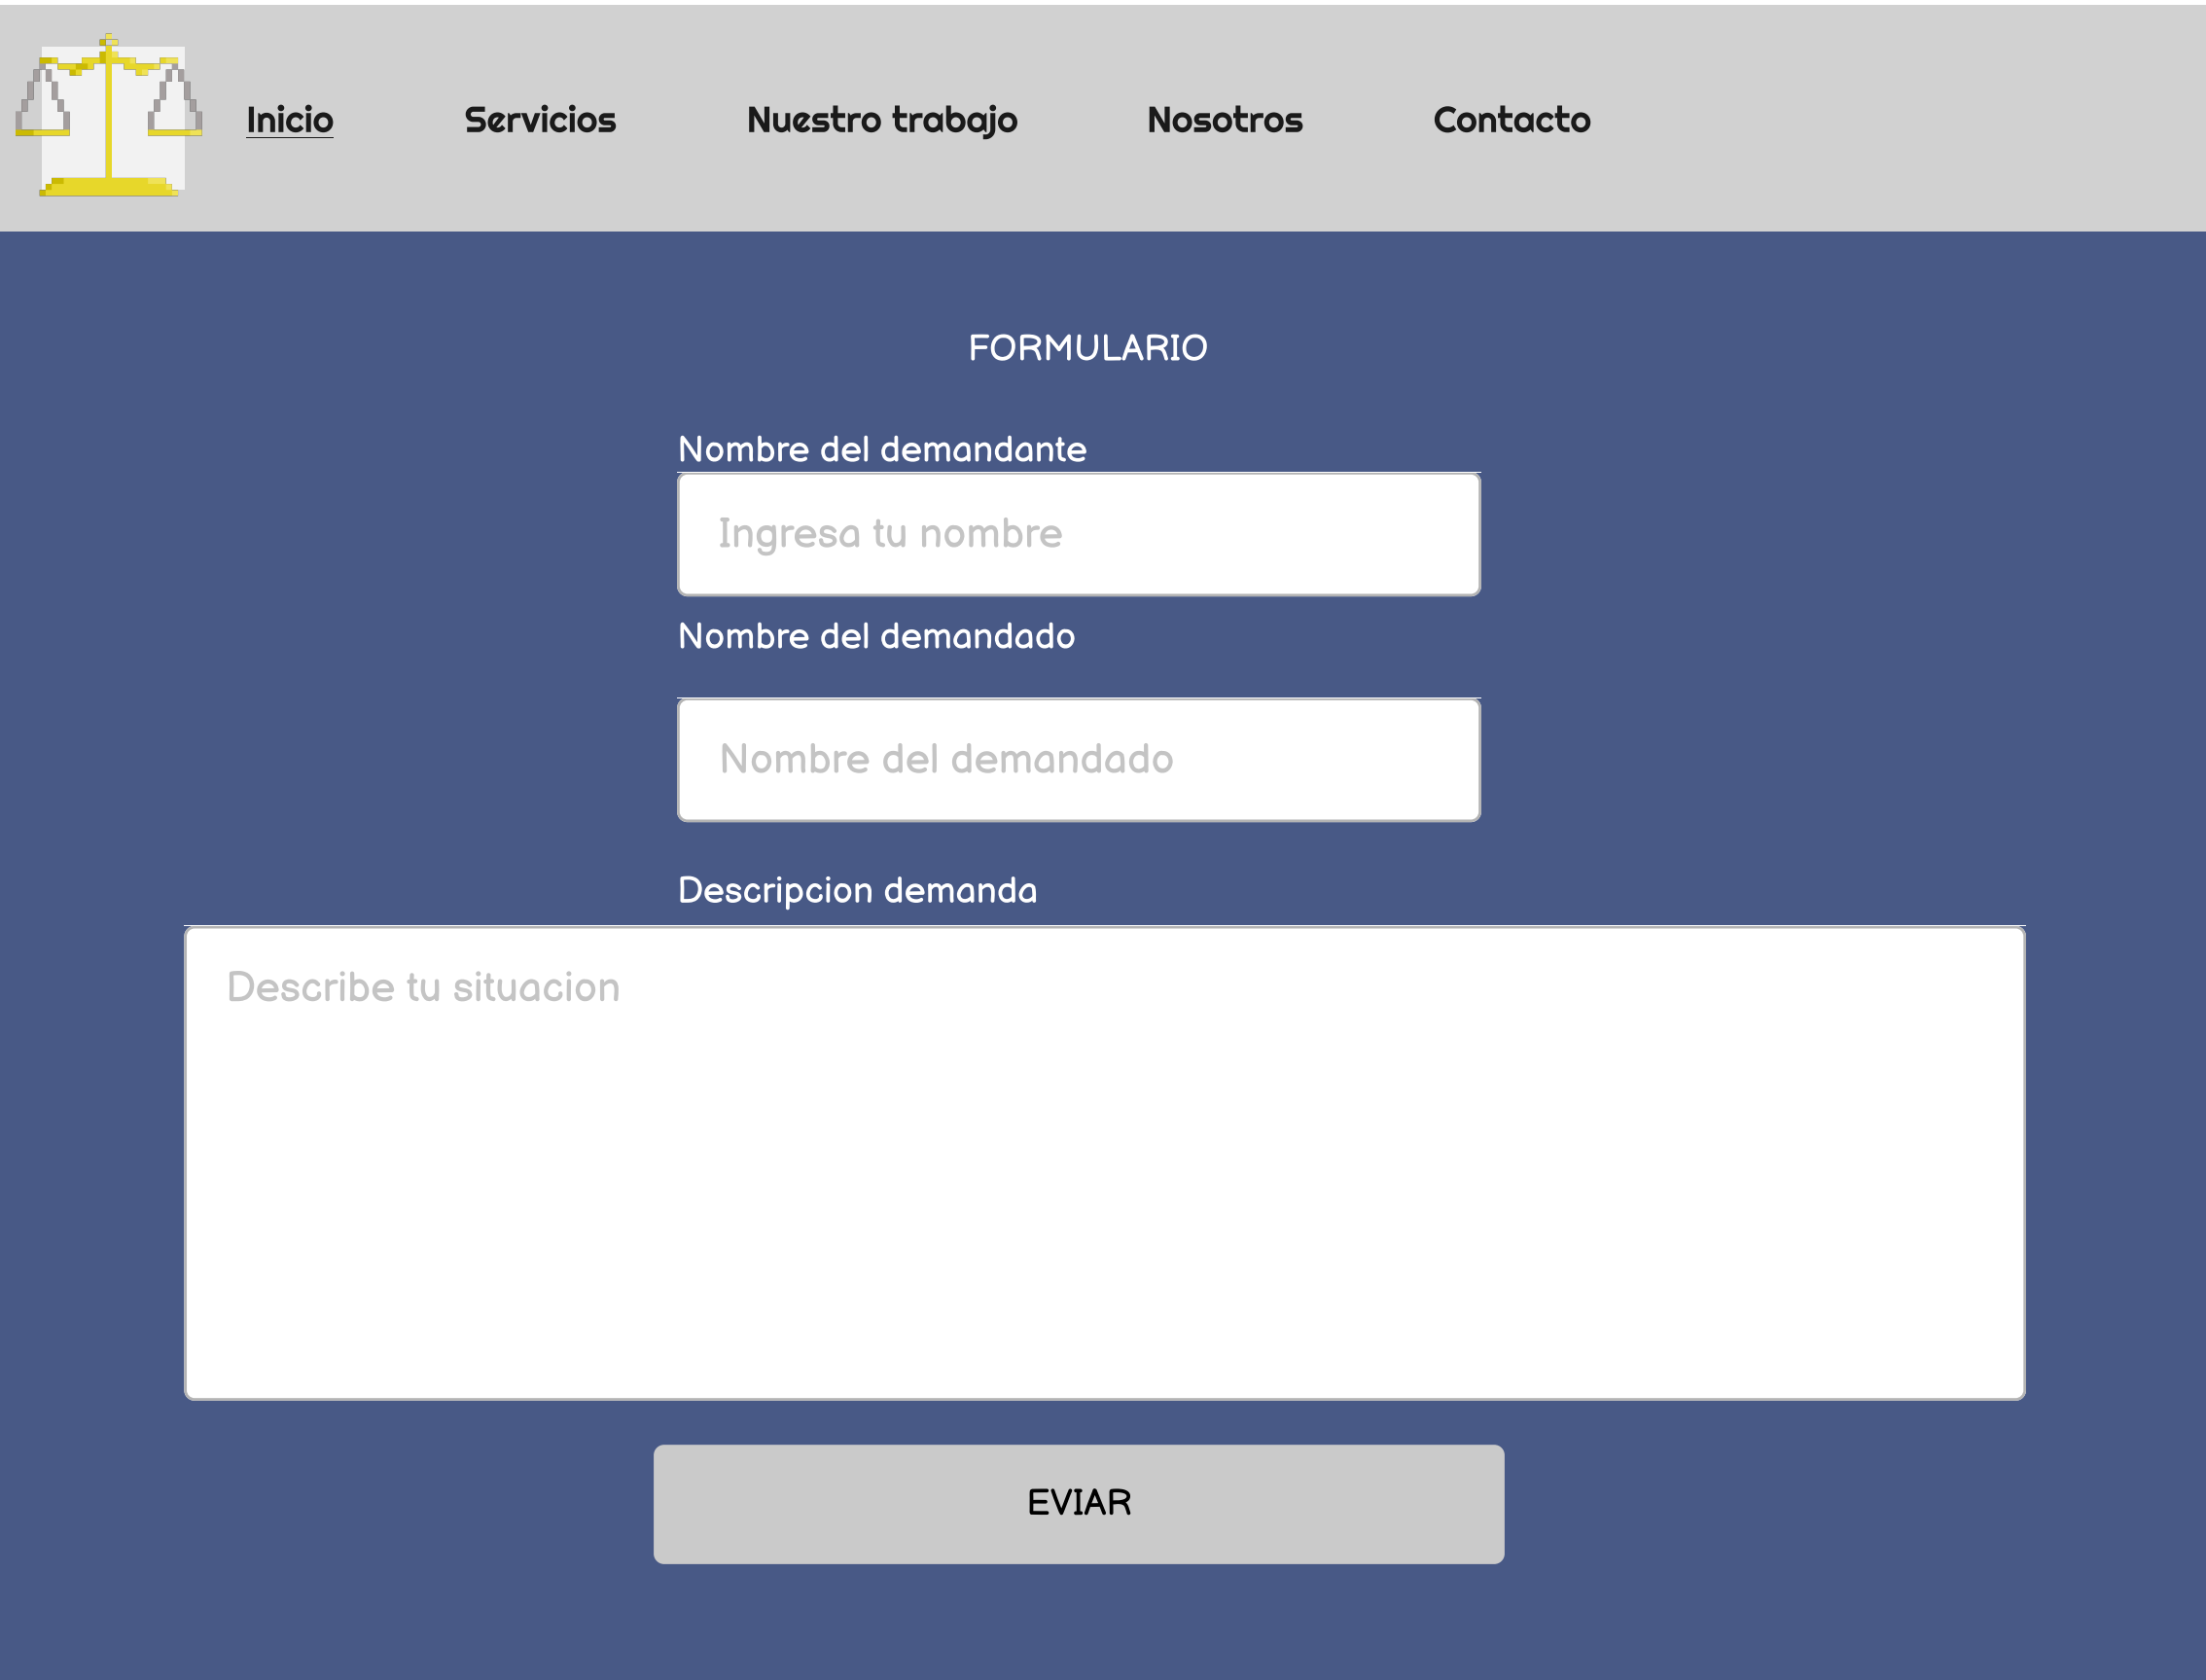 Inicio Servicios Nuestro trabajo Nosotros Contacto
FORMULARIO
Nombre del demandante
Ingresa tu nombre
Nombre del demandado
Nombre del demandado
Descripcion demanda
Describe tu situacion
EVIAR